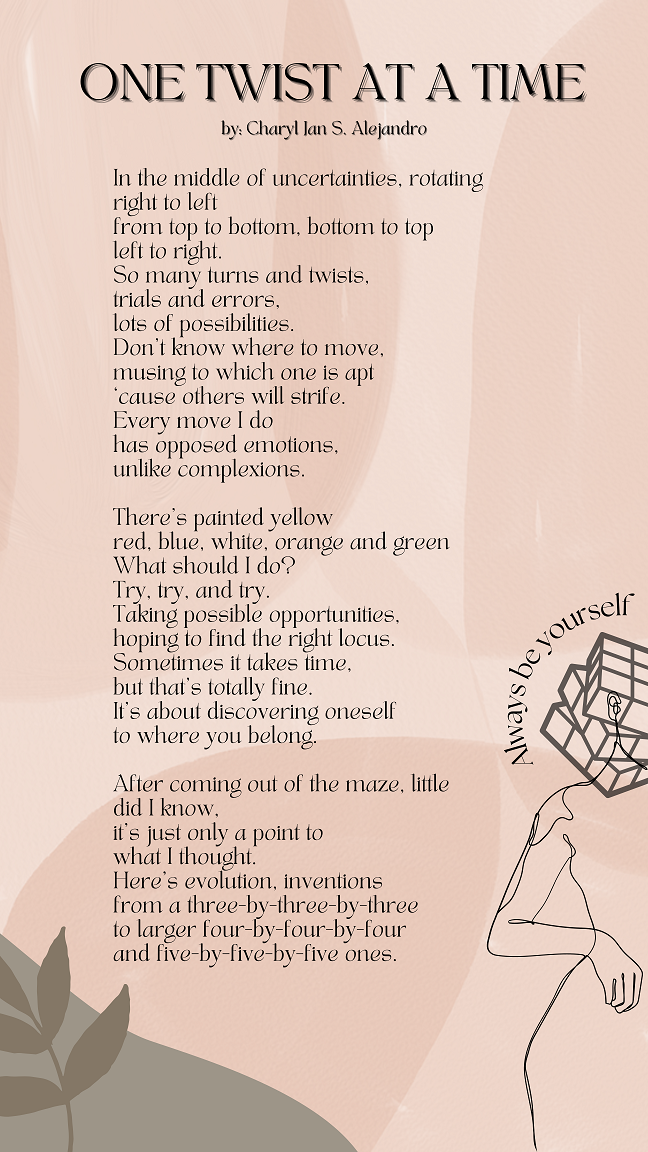 ONE TWIST AT A TIME
by: Charyl Jan S. Alejandro
In the middle of uncertainties, rotating
right to left
from top to bottom, bottom to top
left to right.
So many turns and twists,
trials and errors,
lots of possibilities.
Don't know where to move,
musing to which one is apt
'cause others will strife.
Every move I do
has opposed emotions,
unlike complexions.
There's painted yellow
red, blue, white, orange and green
What should I do?
Try, try, and try.
Taking possible opportunities,
hoping to find the right locus.
Sometimes it takes time,
but that's totally fine.
It's about discovering oneself
to where you belong.
After coming out of the maze, little
did I know,
it's just only a point to
what I thought.
Here's evolution, inventions
from a three-by-three-by-three
to larger four-by-four-by-four
and five-by-five-by-five ones.
Always be yourself